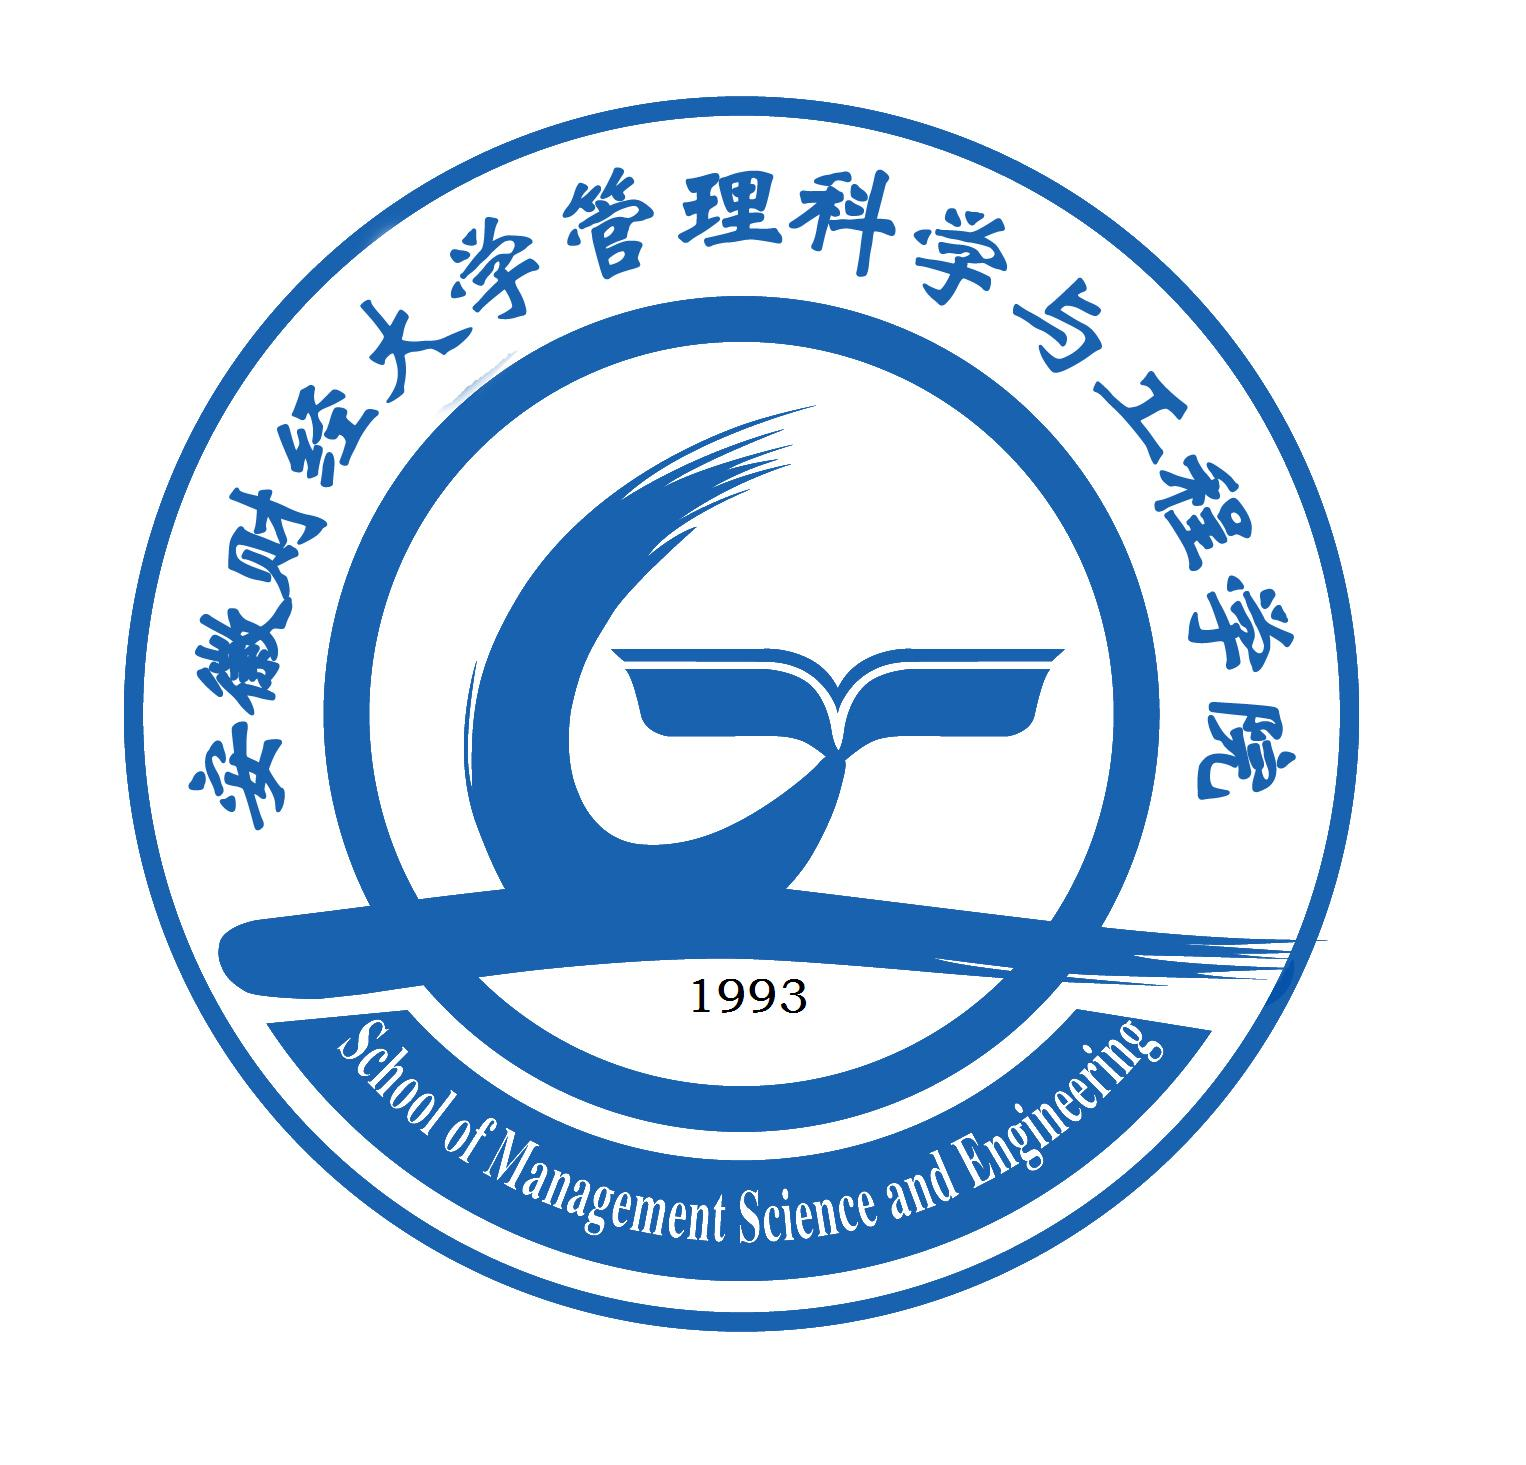 安徽财经大学管理科学与工程学院
1993
School of Management Science and Engineering